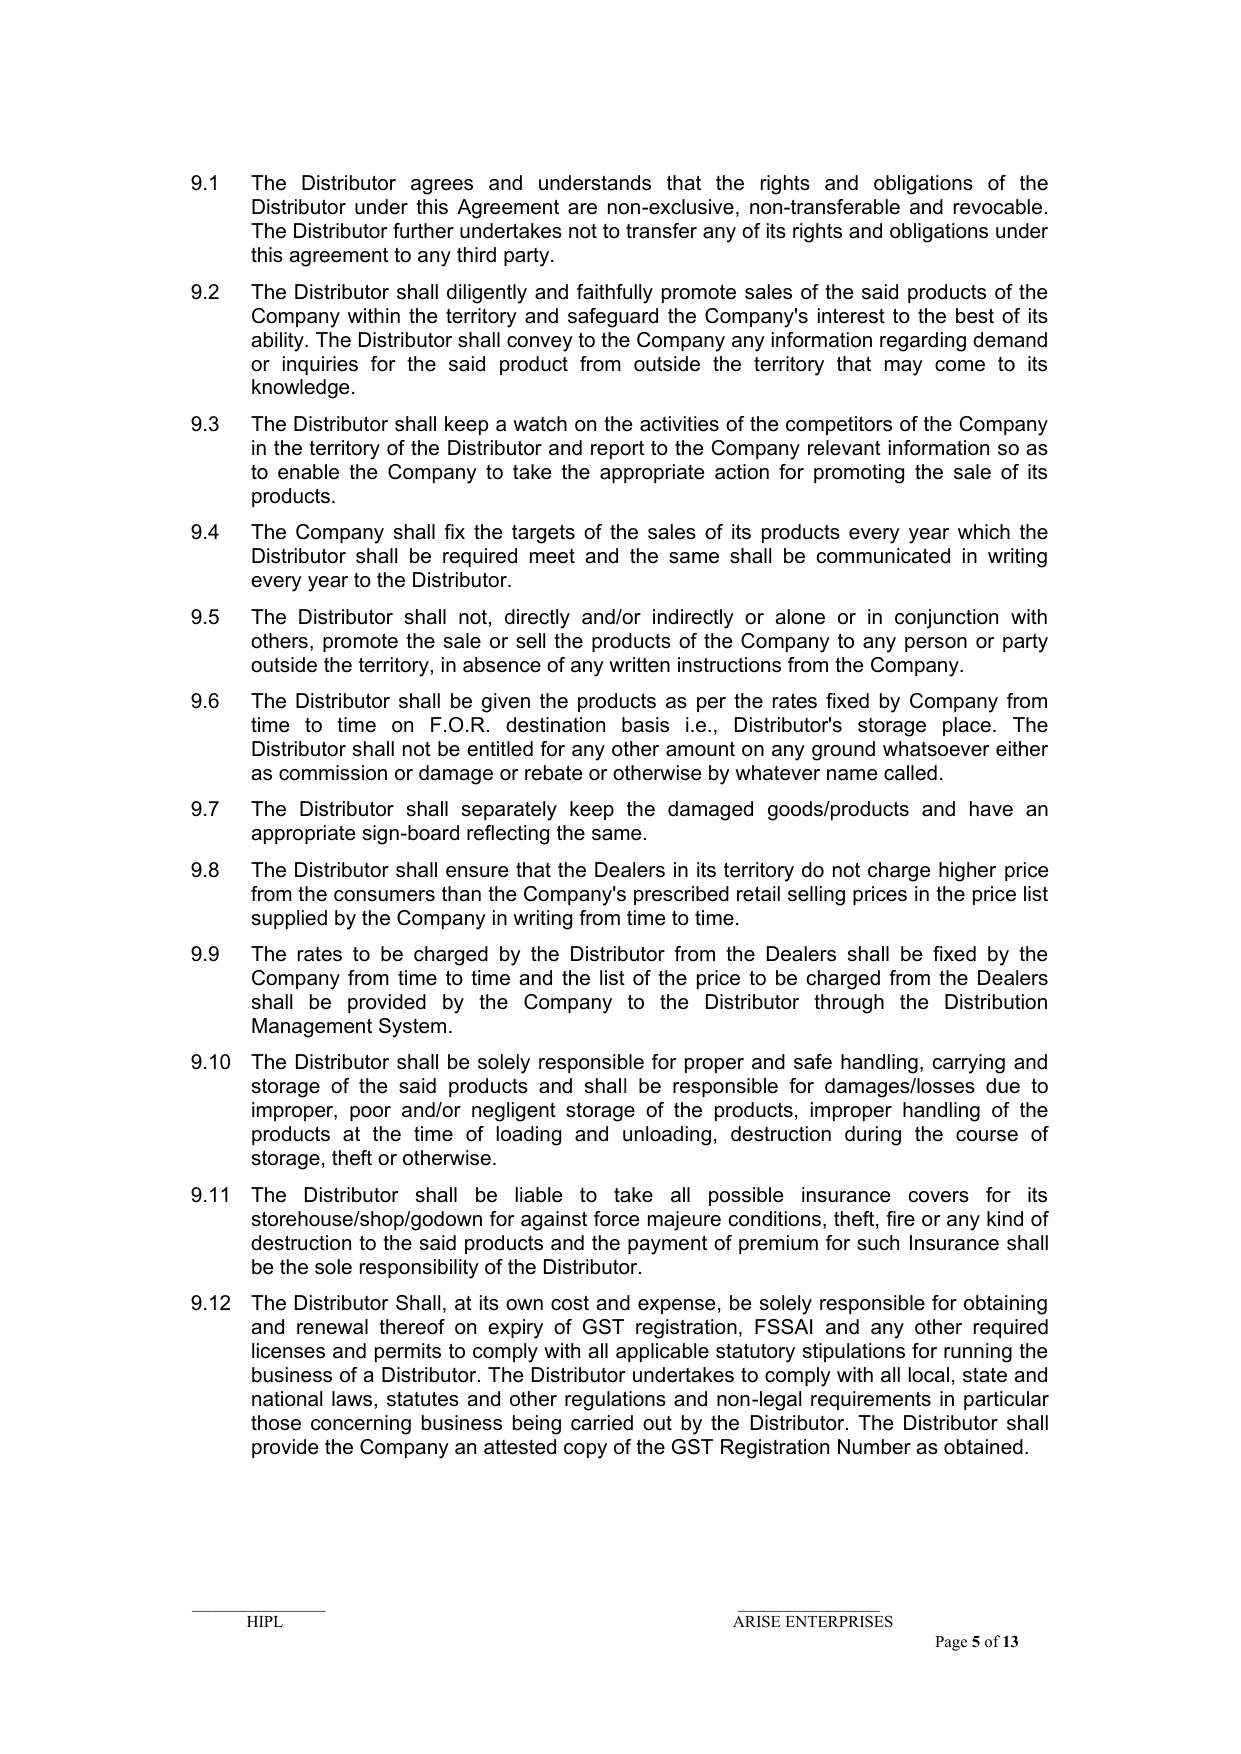 9.1 The Distributor agrees and understands that the rights and obligations of the
Distributor under this Agreement are non-exclusive, non-transferable and revocable.
The Distributor further undertakes not to transfer any of its rights and obligations under
this agreement to any third party.
9.2 The Distributor shall diligently and faithfully promote sales of the said products of the
Company within the territory and safeguard the Company's interest to the best of its
ability. The Distributor shall convey to the Company any information regarding demand
or inquiries for the said product from outside the territory that may come to its
knowledge.
9.3 The Distributor shall keep a watch on the activities of the competitors of the Company
in the territory of the Distributor and report to the Company relevant information so as
to enable the Company to take the appropriate action for promoting the sale of its
products.
9.4 The Company shall fix the targets of the sales of its products every year which the
Distributor shall be required meet and the same shall be communicated in writing
every year to the Distributor.
9.5 The Distributor shall not, directly and/or indirectly or alone or in conjunction with
others, promote the sale or sell the products of the Company to any person or party
outside the territory, in absence of any written instructions from the Company.
9.6 The Distributor shall be given the products as per the rates fixed by Company from
time to time on F.O.R. destination basis i.e., Distributor's storage place. The
Distributor shall not be entitled for any other amount on any ground whatsoever either
as commission or damage or rebate or otherwise by whatever name called.
9.7 The Distributor shall separately keep the damaged goods/products and have an
appropriate sign-board reflecting the same.
9.8 The Distributor shall ensure that the Dealers in its territory do not charge higher price
from the consumers than the Company's prescribed retail selling prices in the price list
supplied by the Company in writing from time to time.
9.9 The rates to be charged by the Distributor from the Dealers shall be fixed by the
Company from time to time and the list of the price to be charged from the Dealers
shall be provided by the Company to the Distributor through the Distribution
Management System.
9.10 The Distributor shall be solely responsible for proper and safe handling, carrying and
storage of the said products and shall be responsible for damages/losses due to
improper, poor and/or negligent storage of the products, improper handling of the
products at the time of loading and unloading, destruction during the course of
storage, theft or otherwise.
9.11 The Distributor shall be liable to take all possible insurance covers for its
storehouse/shop/godown for against force majeure conditions, theft, fire or any kind of
destruction to the said products and the payment of premium for such Insurance shall
be the sole responsibility of the Distributor.
9.12 The Distributor Shall, at its own cost and expense, be solely responsible for obtaining
and renewal thereof on expiry of GST registration, FSSAI and any other required
licenses and permits to comply with all applicable statutory stipulations for running the
business of a Distributor. The Distributor undertakes to comply with all local, state and
national laws, statutes and other regulations and non-legal requirements in particular
those concerning business being carried out by the Distributor. The Distributor shall
provide the Company an attested copy of the GST Registration Number as obtained.
HIPL ARISE ENTERPRISES
Page 5 of 13